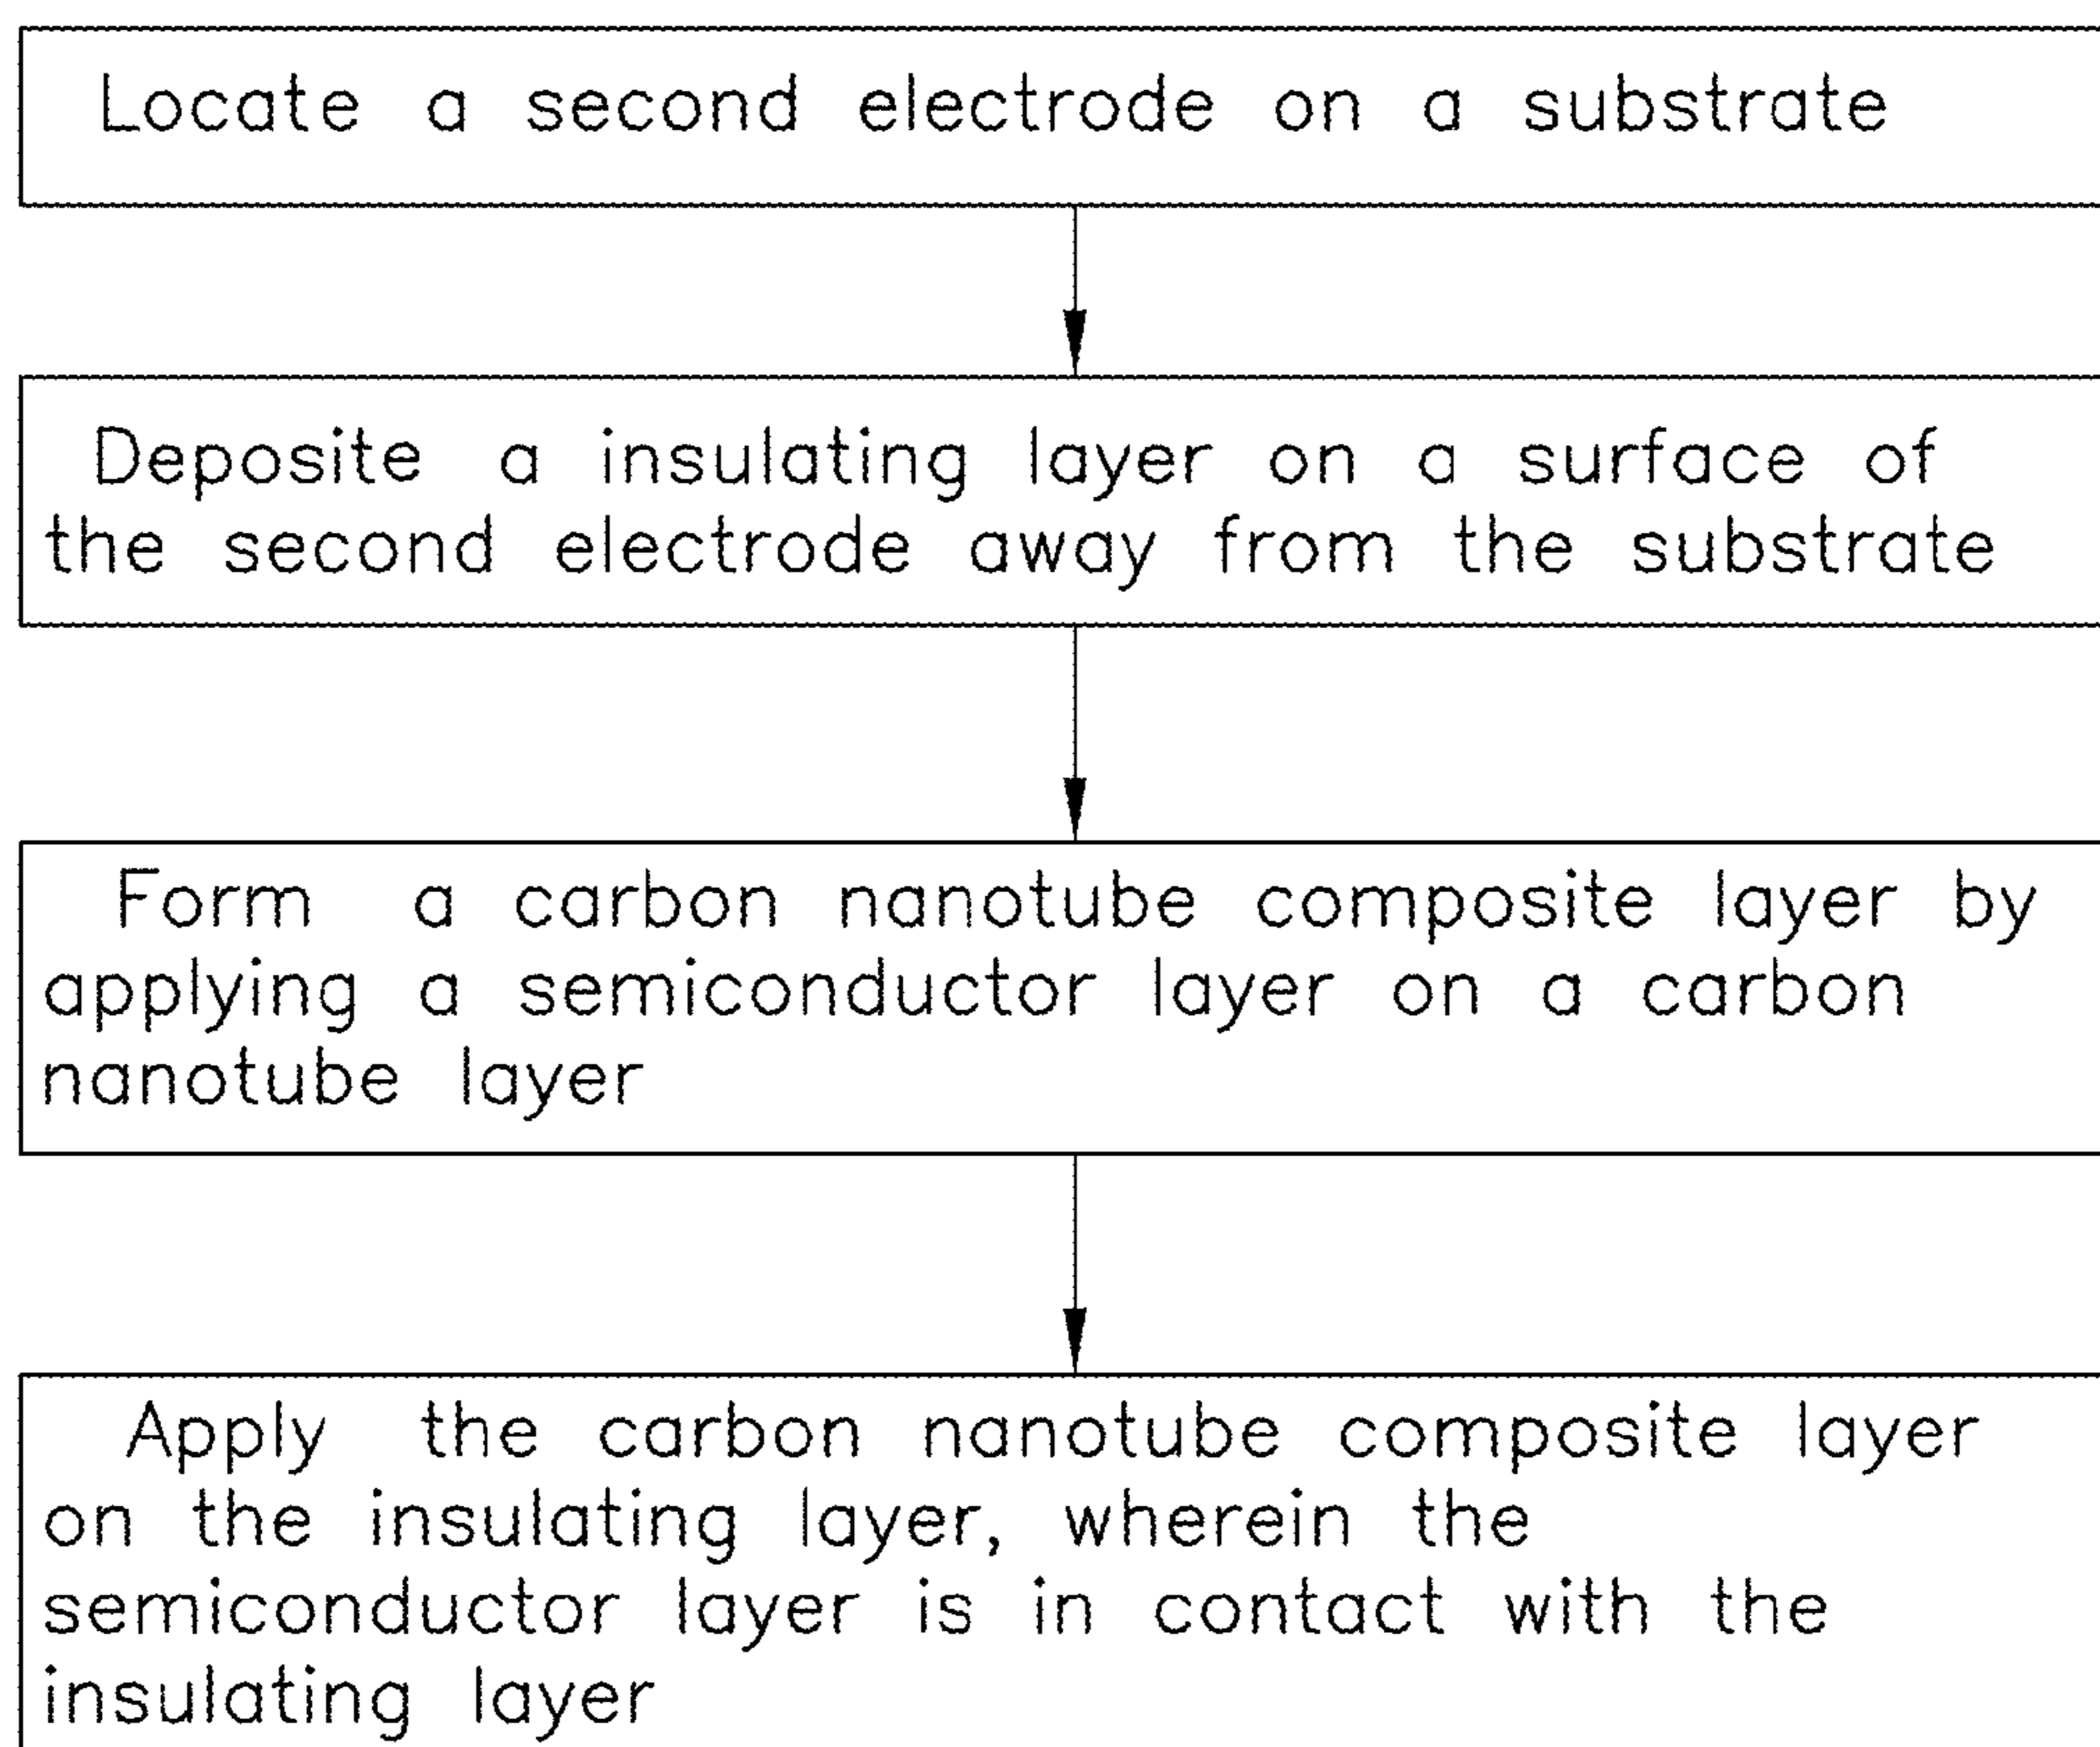 Locate a second electrode on a substrate
Deposite a insulating layer on a surface of
the second electrode away from the substrate
Form a carbon nanotube composite layer by
applying a semiconductor layer on a carbon
nanotube layer
Apply the carbon nanotube composite layer
on the insulating layer, wherein the
semiconductor layer is in contact with the
insulating layer